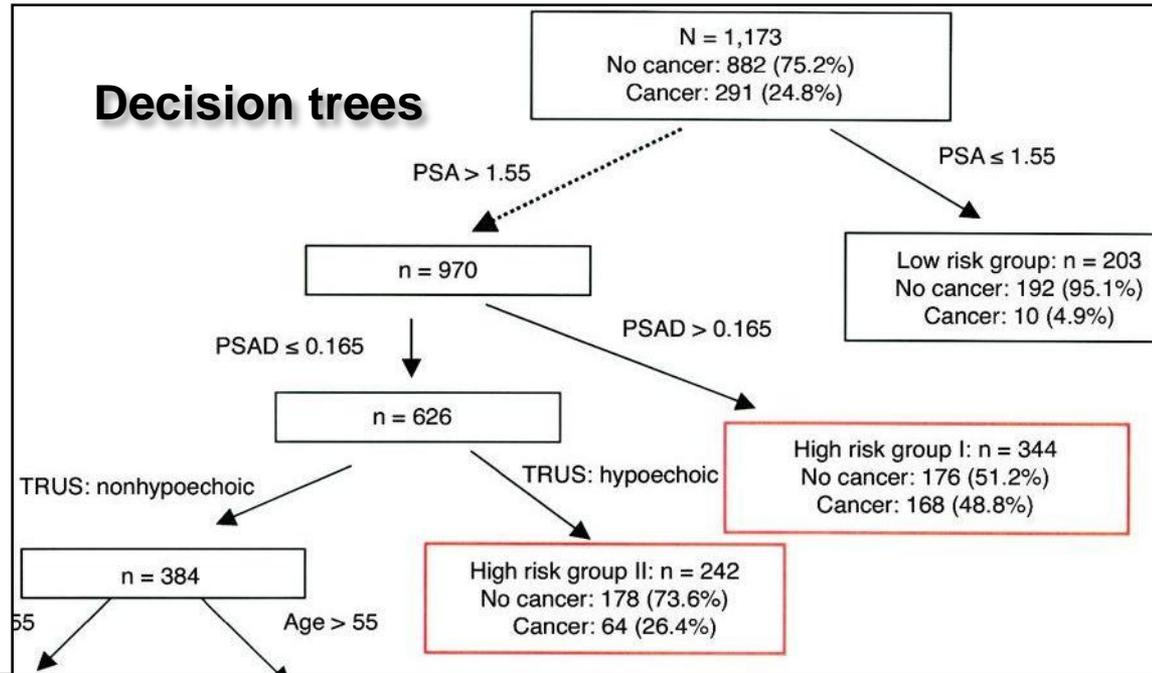 Decision trees
N = 1,173
No cancer: 882 (75.2%)
Cancer: 291 (24.8%)
PSA > 1.55
PSA ≤ 1.55
n = 970
Low risk group: n = 203
No cancer: 192 (95.1%)
Cancer: 10 (4.9%)
PSAD ≤ 0.165
PSAD > 0.165
n = 626
High risk group I: n = 344
No cancer: 176 (51.2%)
Cancer: 168 (48.8%)
TRUS: nonhypoechoic
TRUS: hypoechoic
n = 384
High risk group II: n = 242
No cancer: 178 (73.6%)
Cancer: 64 (26.4%)
55
Age > 55